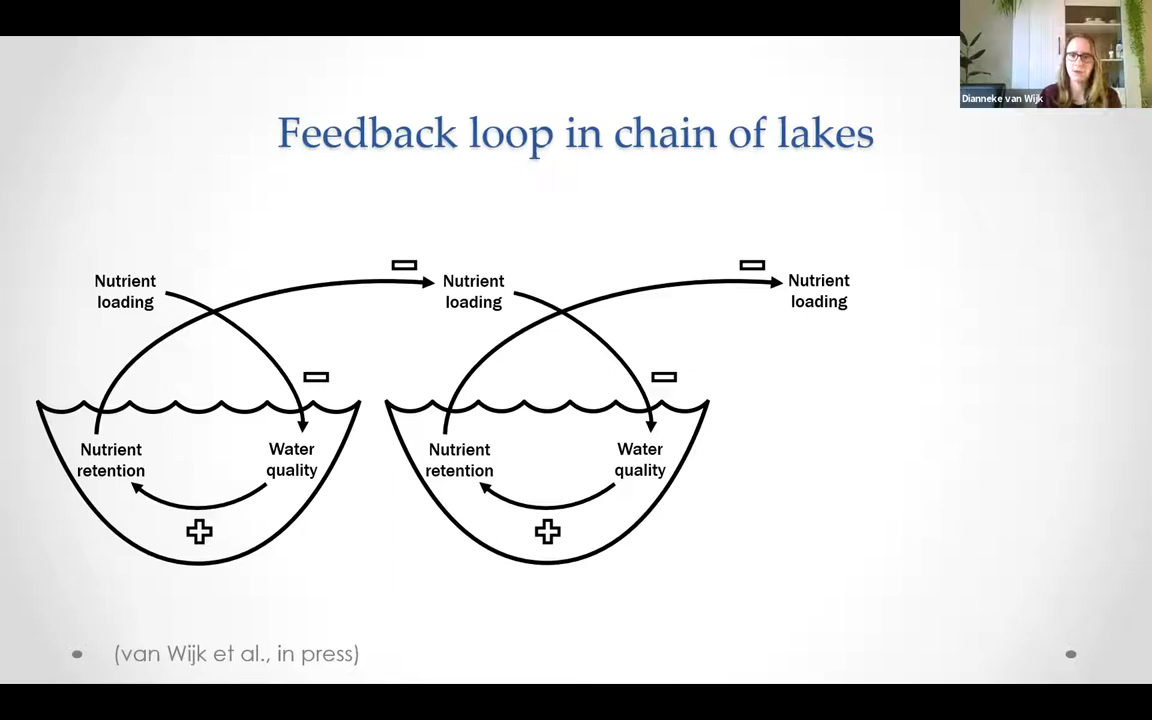 Dianneke van Wijk
Feedback loop in chain of lakes
Nutrient
loading
Nutrient
loading
Nutrient
loading
Nutrient
retention
Water
quality
Nutrient
retention
Water
quality
(van Wijk et al., in press)